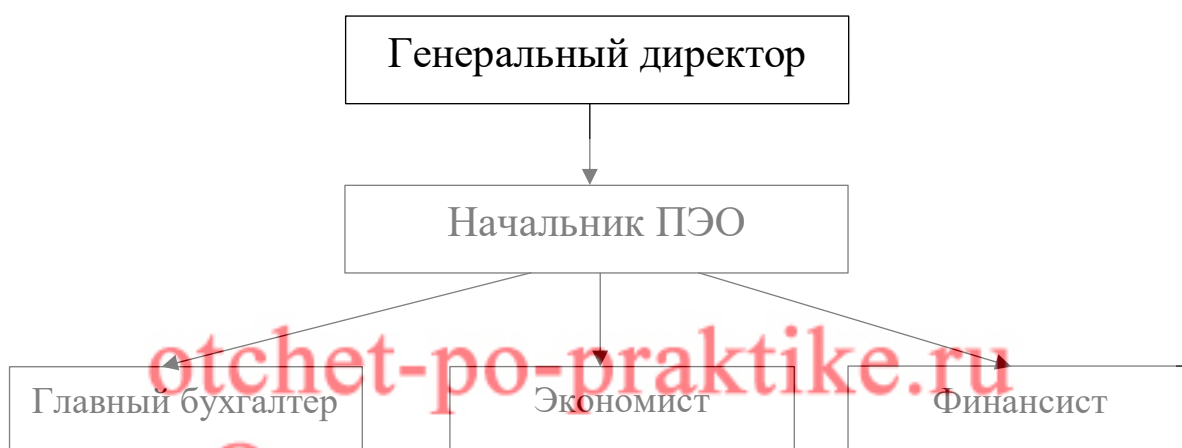 Генеральный директор
Начальник ПЭО
otchet-po-praktike.ru
Главный бухгалтер
Экономист
Финансист